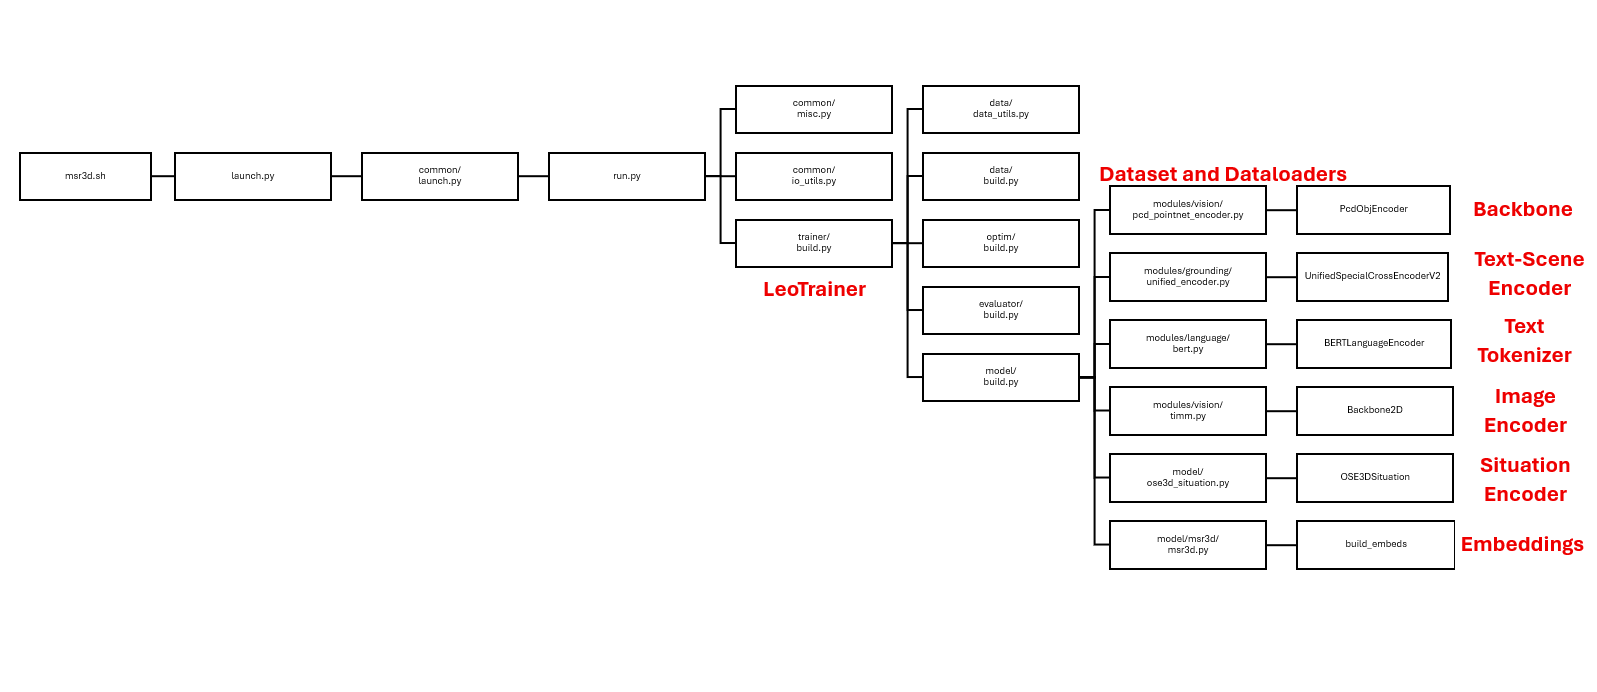 msr3d.sh
launch.py
common/
launch.py
run.py
common/
misc.py
common/
io_utils.py
trainer/
build.py
LeoTrainer
data/
data_utils.py
data/
build.py
optim/
build.py
evaluator/
build.py
model/
build.py
Dataset and Dataloaders
modules/vision/
pcd_pointnet_encoder.py
PcdObjEncoder
Backbone
modules/grounding/
unified_encoder.py
UnifiedSpecialCrossEncoderV2
Text-Scene
Encoder
modules/language/
bert.py
BERTLanguageEncoder
Text
Tokenizer
modules/vision/
timm.py
Backbone2D
Image
Encoder
model/
ose3d_situation.py
OSE3DSituation
Situation
Encoder
model/msr3d/
msr3d.py
build_embeds
Embeddings